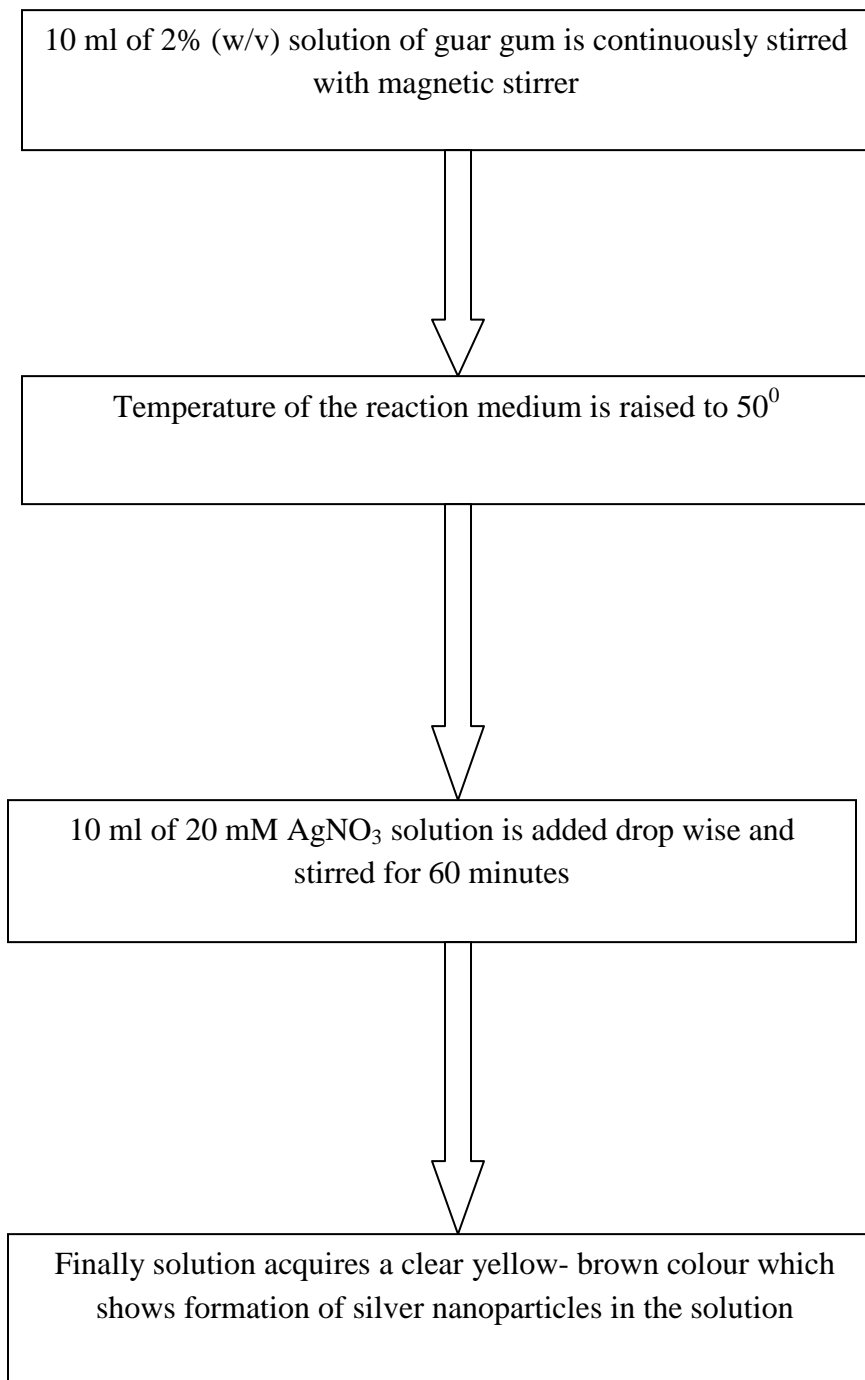 10 ml of 2% (w/v) solution of guar gum is continuously stirred
with magnetic stirrer
Temperature of the reaction medium is raised to 50⁰
10 ml of 20 mM AgNO₃ solution is added drop wise and
stirred for 60 minutes
Finally solution acquires a clear yellow- brown colour which
shows formation of silver nanoparticles in the solution